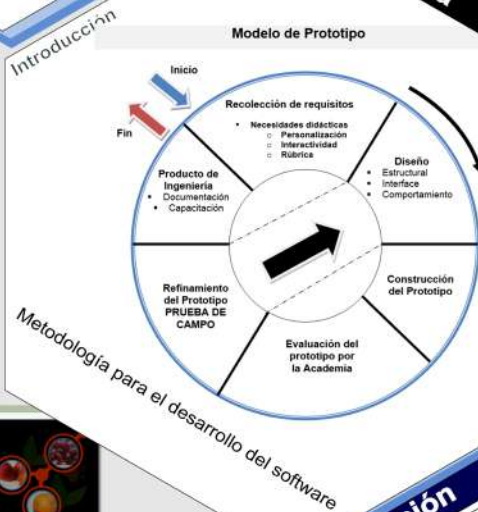 Introducción
Modelo de Prototipo
Inicio
Fin
Recolección de requisitos
• Necesidades didácticas
o Personalización
o Interactividad
o Rúbrica
Diseño
• Estructural
• Interface
• Comportamiento
Construcción
del Prototipo
Evaluación del
prototipo por
la Academia
Refinamiento
del Prototipo
PRUEBA DE
CAMPO
Producto de
Ingeniería
• Documentación
• Capacitación
Metodología para el desarrollo del software
ión